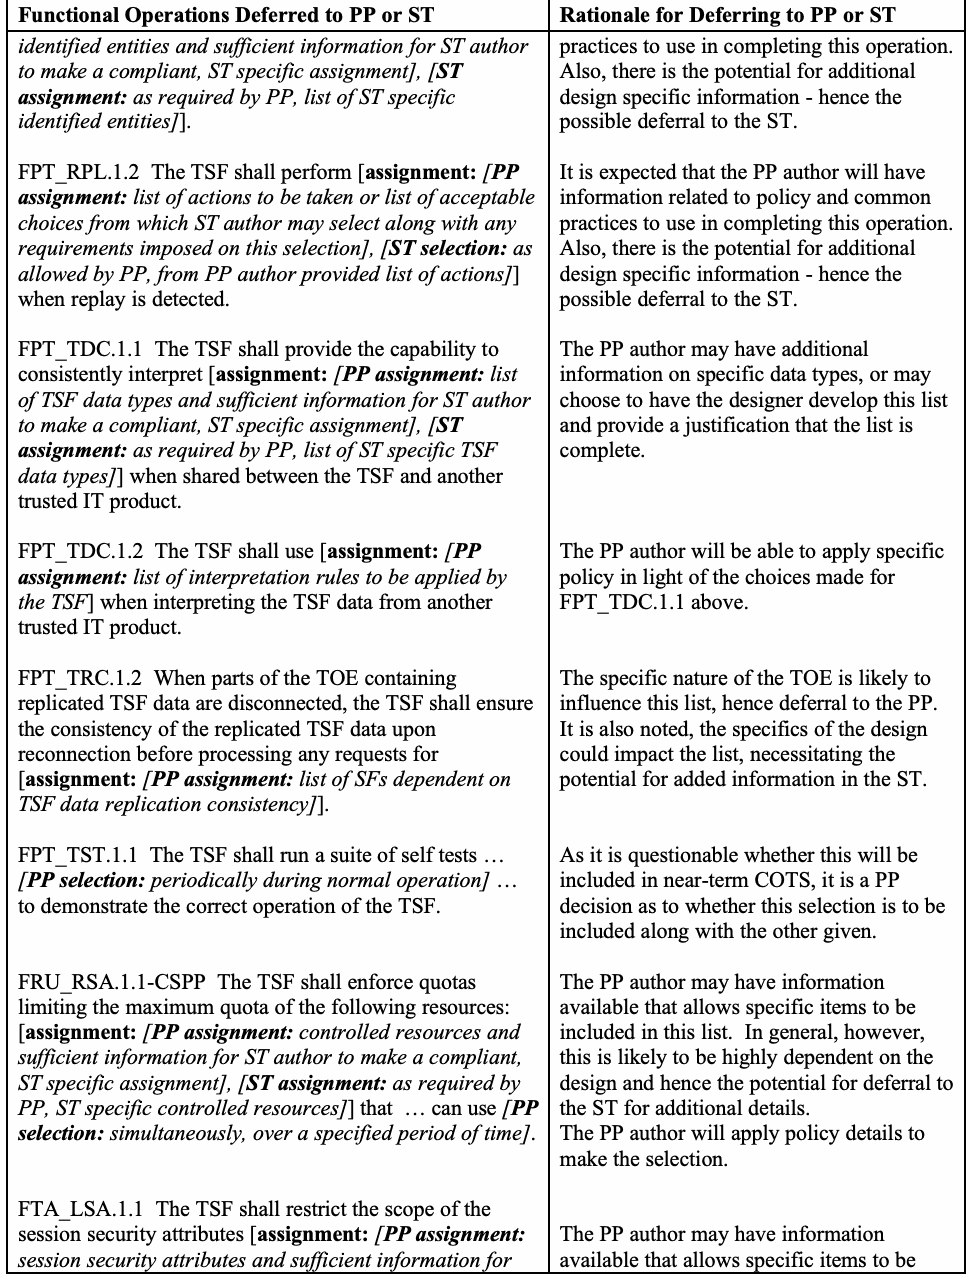 Functional Operations Deferred to PP or ST
identified entities and sufficient information for ST author
to make a compliant, ST specific assignment], [ST
assignment: as required by PP, list of ST specific
identified entities]].
FPT_RPL.1.2  The TSF shall perform [assignment: [PP
assignment: list of actions to be taken or list of acceptable
choices from which ST author may select along with any
requirements imposed on this selection], [ST selection: as
allowed by PP, from PP author provided list of actions]]
when replay is detected.
FPT_TDC.1.1  The TSF shall provide the capability to
consistently interpret [assignment: [PP assignment: list
of TSF data types and sufficient information for ST author
to make a compliant, ST specific assignment], [ST
assignment: as required by PP, list of ST specific TSF
data types]] when shared between the TSF and another
trusted IT product.
FPT_TDC.1.2  The TSF shall use [assignment: [PP
assignment: list of interpretation rules to be applied by
the TSF] when interpreting the TSF data from another
trusted IT product.
FPT_TRC.1.2  When parts of the TOE containing
replicated TSF data are disconnected, the TSF shall ensure
the consistency of the replicated TSF data upon
reconnection before processing any requests for
[assignment: [PP assignment: list of SFs dependent on
TSF data replication consistency]].
FPT_TST.1.1  The TSF shall run a suite of self tests …
[PP selection: periodically during normal operation] …
to demonstrate the correct operation of the TSF.
FRU_RSA.1.1-CSPP  The TSF shall enforce quotas
limiting the maximum quota of the following resources:
[assignment: [PP assignment: controlled resources and
sufficient information for ST author to make a compliant,
ST specific assignment], [ST assignment: as required by
PP, ST specific controlled resources]] that  … can use [PP
selection: simultaneously, over a specified period of time].
FTA_LSA.1.1  The TSF shall restrict the scope of the
session security attributes [assignment: [PP assignment:
session security attributes and sufficient information for
Rationale for Deferring to PP or ST
practices to use in completing this operation.
Also, there is the potential for additional
design specific information - hence the
possible deferral to the ST.
It is expected that the PP author will have
information related to policy and common
practices to use in completing this operation.
Also, there is the potential for additional
design specific information - hence the
possible deferral to the ST.
The PP author may have additional
information on specific data types, or may
choose to have the designer develop this list
and provide a justification that the list is
complete.
The PP author will be able to apply specific
policy in light of the choices made for
FPT_TDC.1.1 above.
The specific nature of the TOE is likely to
influence this list, hence deferral to the PP.
It is also noted, the specifics of the design
could impact the list, necessitating the
potential for added information in the ST.
As it is questionable whether this will be
included in near-term COTS, it is a PP
decision as to whether this selection is to be
included along with the other given.
The PP author may have information
available that allows specific items to be
included in this list.  In general, however,
this is likely to be highly dependent on the
design and hence the potential for deferral to
the ST for additional details.
The PP author will apply policy details to
make the selection.
The PP author may have information
available that allows specific items to be